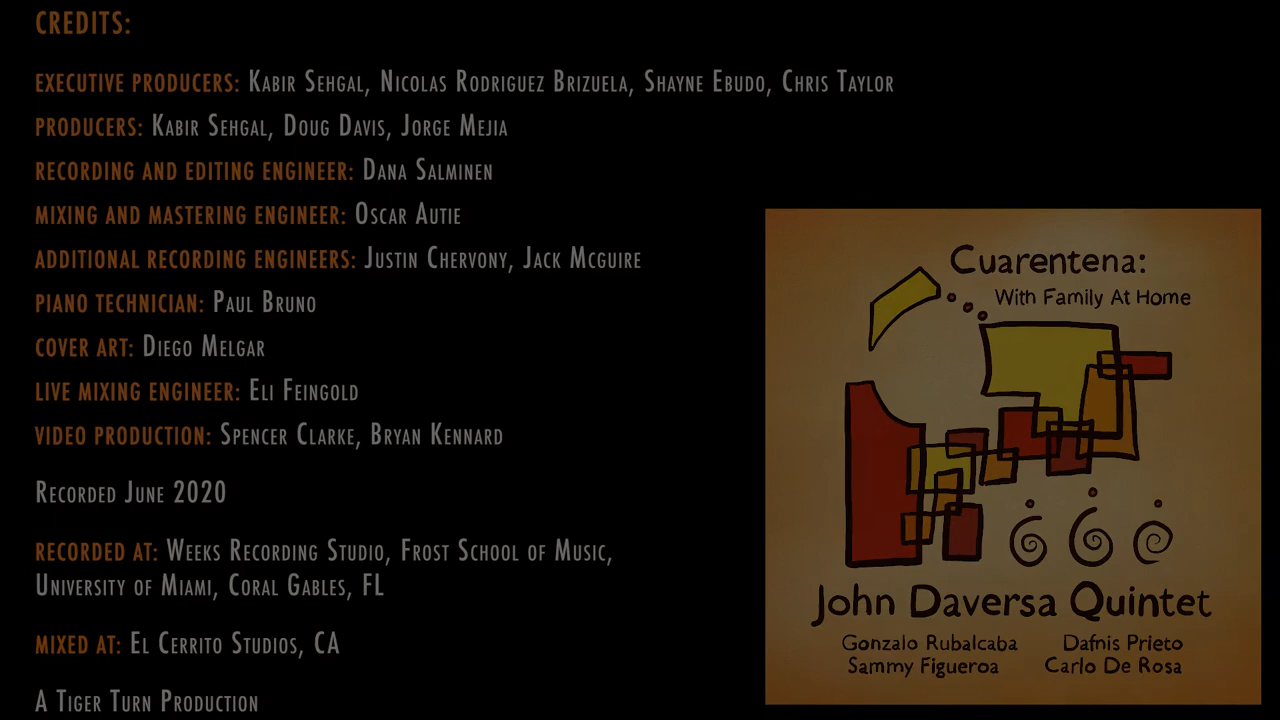 CREDITS:
EXECUTIVE PRODUCERS: KABIR SEHGAL, NICOLAS RODRIGUEZ BRIZUELA, SHAYNE EBUDO, CHRIS TAYLOR
PRODUCERS: KABIR SEHGAL, DOUG DAVIS, JORGE MEJIA
RECORDING AND EDITING ENGINEER: DANA SALMINEN
MIXING AND MASTERING ENGINEER: OSCAR AUTIE
ADDITIONAL RECORDING ENGINEERS: JUSTIN CHERVONY, JACK MCGUIRE
PIANO TECHNICIAN: PAUL BRUNO
COVER ART: DIEGO MELGAR
LIVE MIXING ENGINEER: ELI FEINGOLD
VIDEO PRODUCTION: SPENCER CLARKE, BRYAN KENNARD
RECORDED JUNE 2020
RECORDED AT: WEEKS RECORDING STUDIO, FROST SCHOOL OF MUSIC,
UNIVERSITY OF MIAMI, CORAL GABLES, FL
MIXED AT: EL CERRITO STUDIOS, CA
A TIGER TURN PRODUCTION
Cuarentena:
With Family At Home
John Daversa Quintet
Gonzalo Rubalcaba Dafnis Prieto
Sammy Figueroa Carlo De Rosa